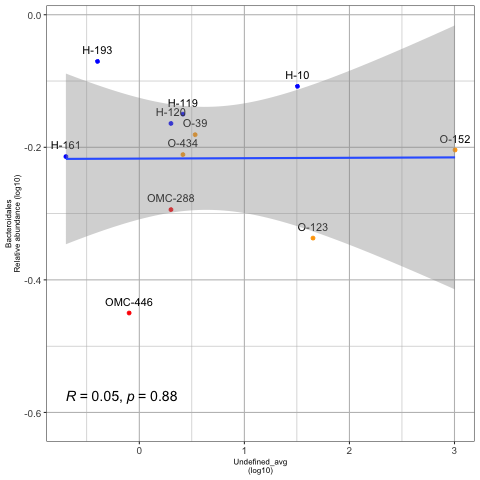 0.0
-0.2
-0.4
-0.6
Bacteroidales
Relative abundance (log10)
H-193
H-10
H-119
H-120
O-39
O-152
H-161
O-434
OMC-288
O-123
OMC-446
R = 0.05, p = 0.88
0 1 2 3
Undefined_avg
(log10)